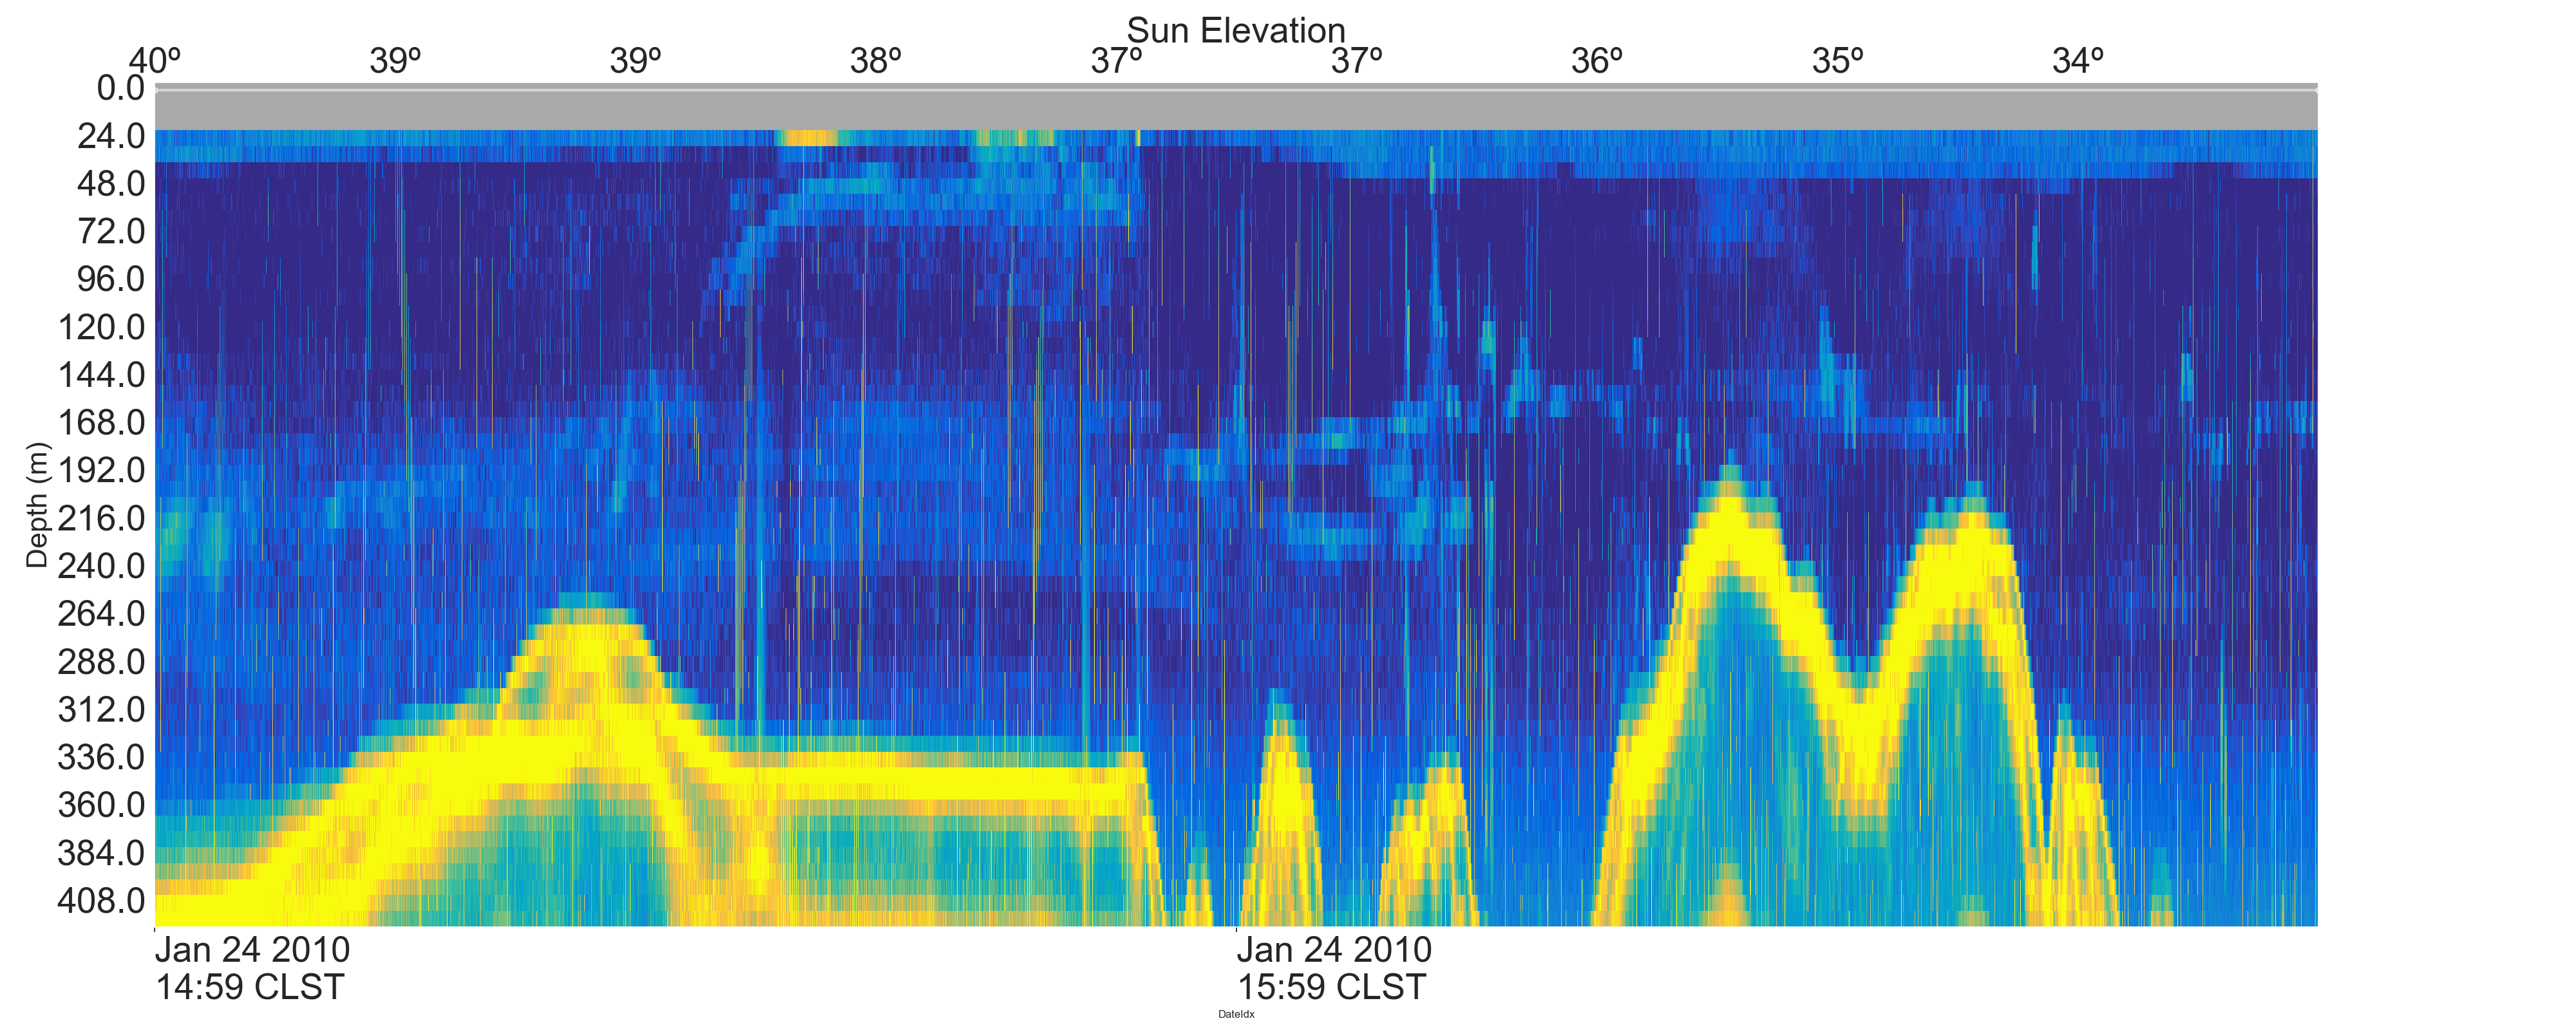 Sun Elevation
40º 39º 39º 38º 37º 37º 36º 35º 34º
0.0
24.0
48.0
72.0
96.0
120.0
144.0
168.0
192.0
216.0
240.0
264.0
288.0
312.0
336.0
360.0
384.0
408.0
Depth (m)
Jan 24 2010
14:59 CLST
Jan 24 2010
15:59 CLST
DateIdx